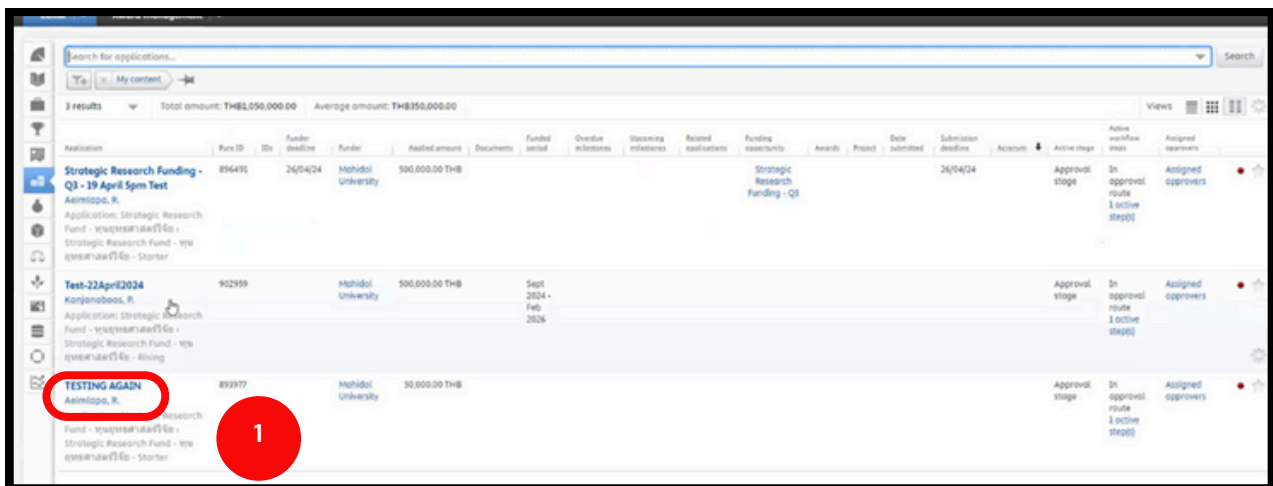 Award management
Search for applications...
Search
My content
3 results
Total amount: THB1,050,000.00
Average amount: THB350,000.00
Views
Application
Pure ID
IDs
Funder deadline
Funder
Applied amount
Documents
Funded period
Overdue milestones
Upcoming milestones
Related applications
Funding opportunity
Awards
Project
Date submitted
Submission deadline
Acronym
Active stage
Active workflow steps
Assigned approvers
Strategic Research Funding -
Q3 - 19 April 5pm Test
Aeimlapa, R.
Application: Strategic Research
Fund - ทุนยุทธศาสตร์วิจัย ›
Strategic Research Fund - ทุน
ยุทธศาสตร์วิจัย - Starter
896491
26/04/24
Mahidol
University
500,000.00 THB
Strategic
Research
Funding - Q3
26/04/24
Approval
stage
In
approval
route
1 active
step(s)
Assigned
approvers
Test-22April2024
Kanjanaboos, P.
Application: Strategic Research
Fund - ทุนยุทธศาสตร์วิจัย ›
Strategic Research Fund - ทุน
ยุทธศาสตร์วิจัย - Rising
902959
Mahidol
University
500,000.00 THB
Sept
2024 -
Feb
2026
Approval
stage
In
approval
route
1 active
step(s)
Assigned
approvers
TESTING AGAIN
Aeimlapa, R.
Research
Fund - ทุนยุทธศาสตร์วิจัย ›
Strategic Research Fund - ทุน
ยุทธศาสตร์วิจัย - Starter
893977
Mahidol
University
50,000.00 THB
Approval
stage
In
approval
route
1 active
step(s)
Assigned
approvers
1